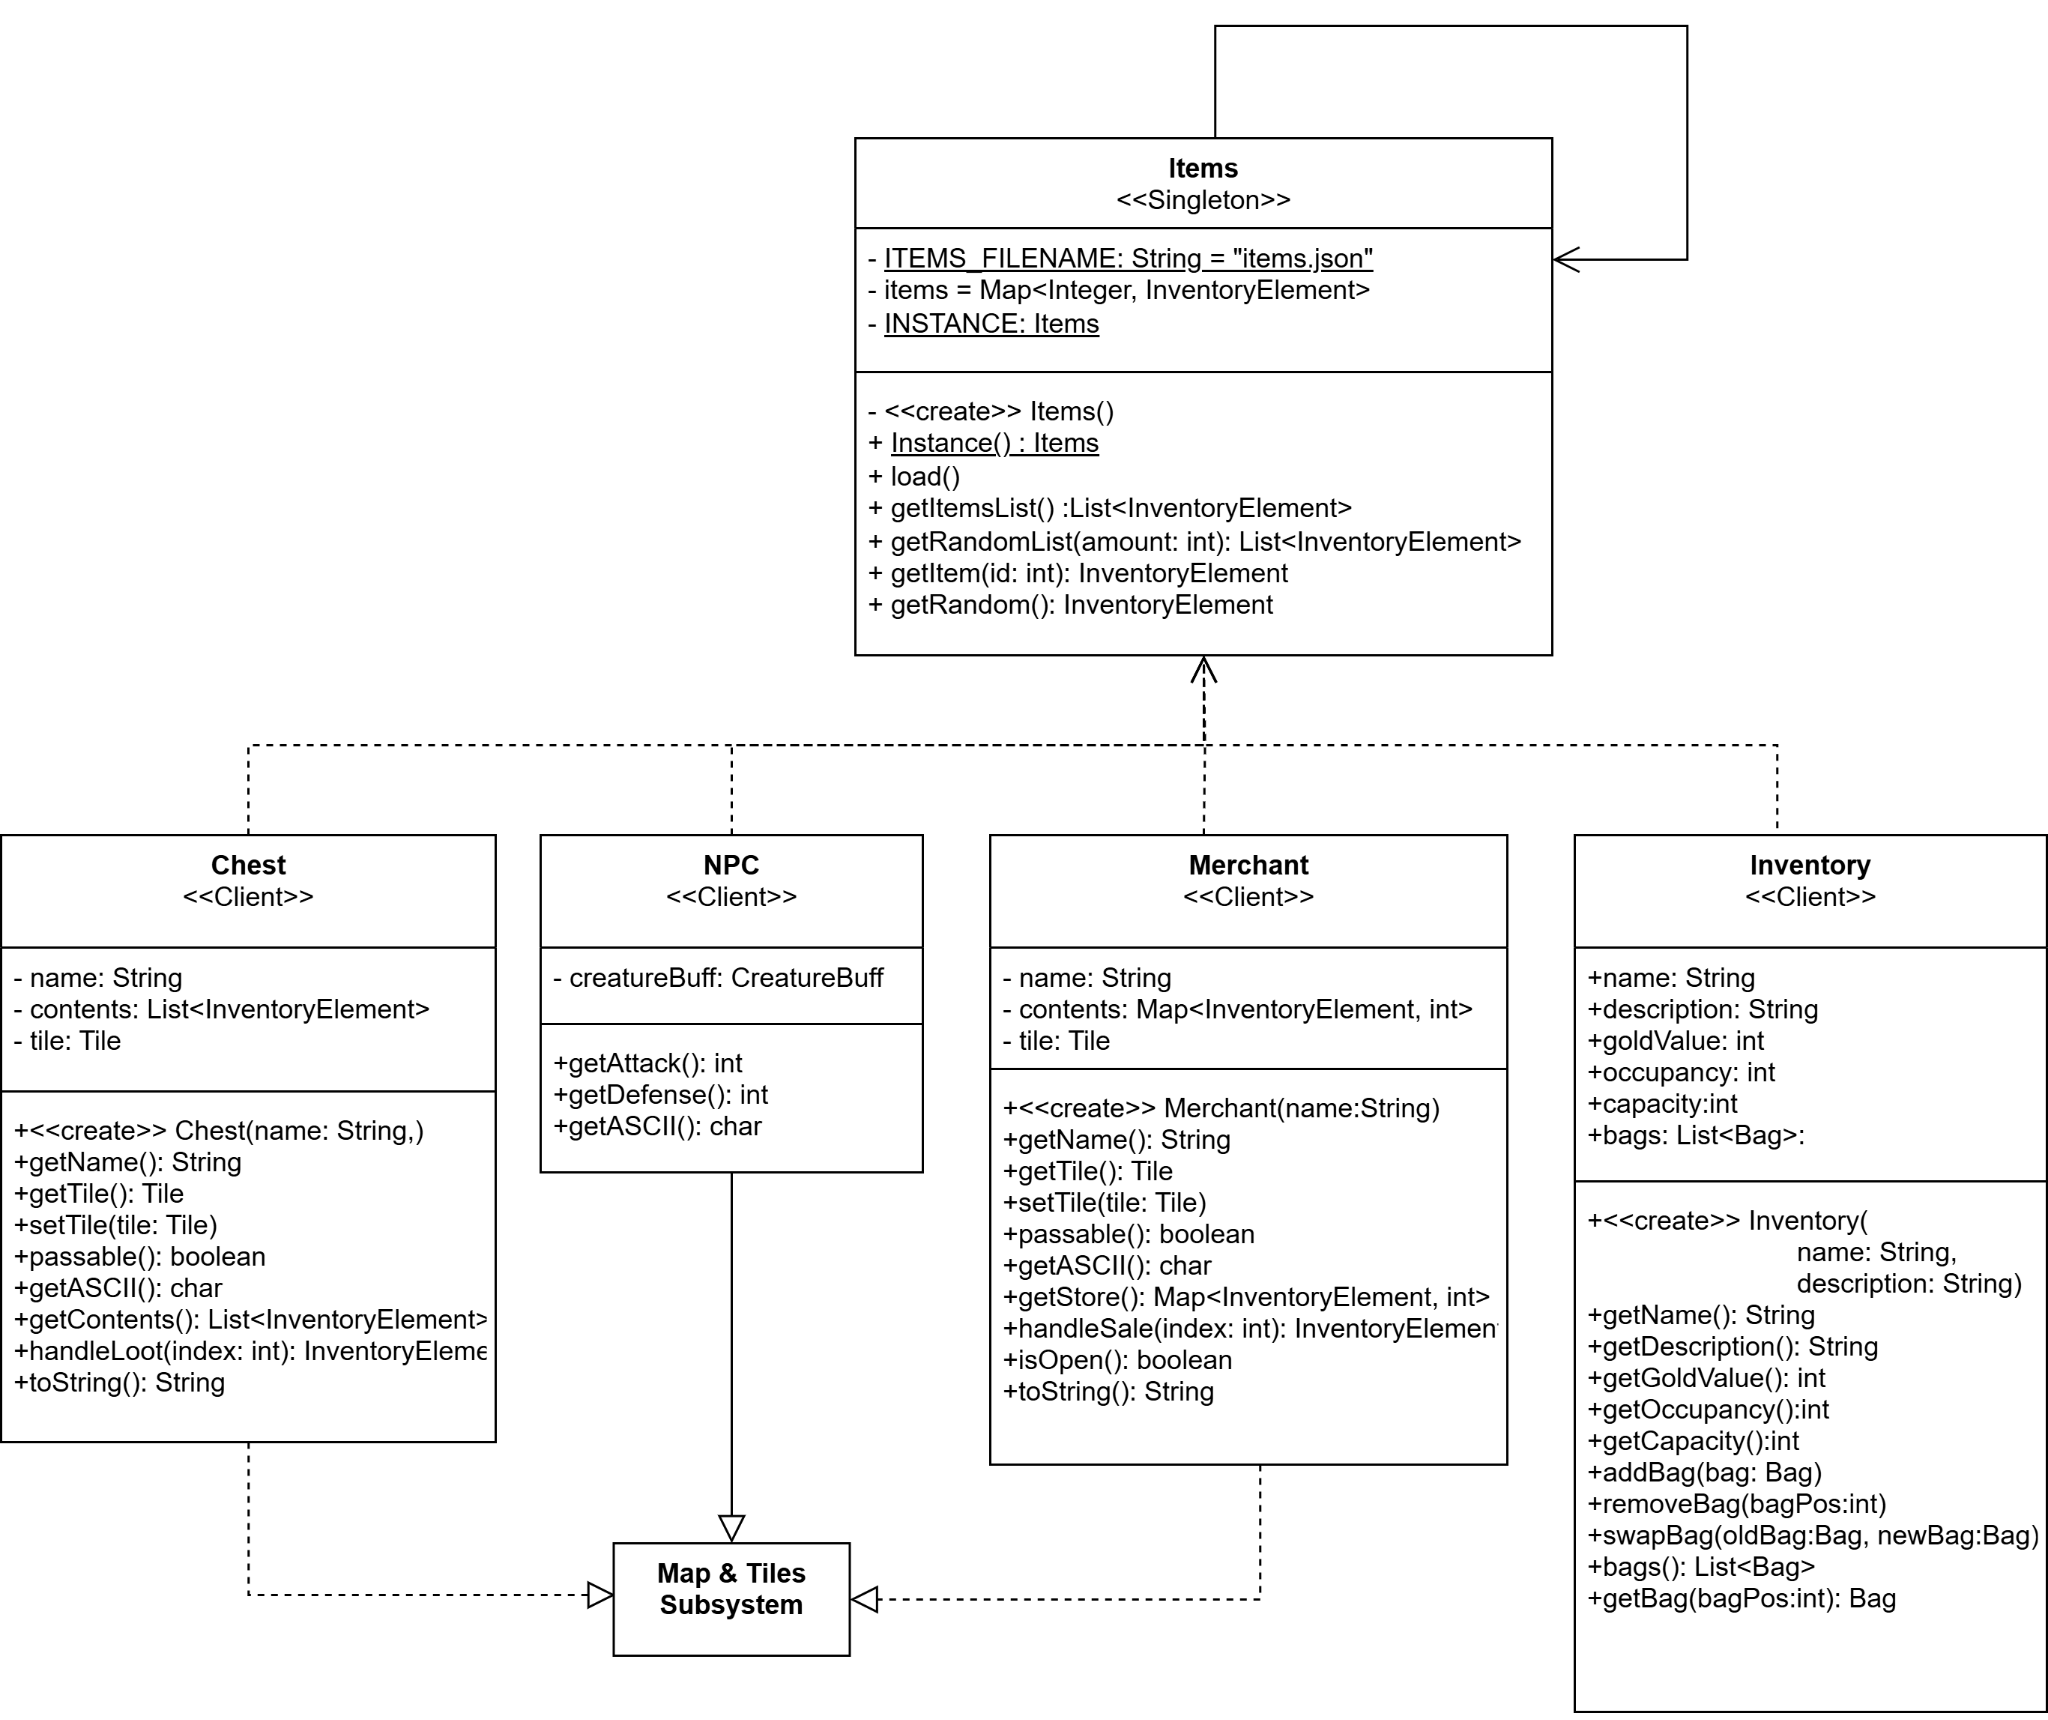 Items
<<Singleton>>
- ITEMS_FILENAME: String = "items.json"
- items = Map<Integer, InventoryElement>
- INSTANCE: Items
- <<create>> Items()
+ Instance() : Items
+ load()
+ getItemsList() :List<InventoryElement>
+ getRandomList(amount: int): List<InventoryElement>
+ getItem(id: int): InventoryElement
+ getRandom(): InventoryElement
Chest
<<Client>>
- name: String
- contents: List<InventoryElement>
- tile: Tile
+<<create>> Chest(name: String,)
+getName(): String
+getTile(): Tile
+setTile(tile: Tile)
+passable(): boolean
+getASCII(): char
+getContents(): List<InventoryElement>
+handleLoot(index: int): InventoryEleme
+toString(): String
NPC
<<Client>>
- creatureBuff: CreatureBuff
+getAttack(): int
+getDefense(): int
+getASCII(): char
Merchant
<<Client>>
- name: String
- contents: Map<InventoryElement, int>
- tile: Tile
+<<create>> Merchant(name:String)
+getName(): String
+getTile(): Tile
+setTile(tile: Tile)
+passable(): boolean
+getASCII(): char
+getStore(): Map<InventoryElement, int>
+handleSale(index: int): InventoryElemen
+isOpen(): boolean
+toString(): String
Inventory
<<Client>>
+name: String
+description: String
+goldValue: int
+occupancy: int
+capacity:int
+bags: List<Bag>:
+<<create>> Inventory(
name: String,
description: String)
+getName(): String
+getDescription(): String
+getGoldValue(): int
+getOccupancy():int
+getCapacity():int
+addBag(bag: Bag)
+removeBag(bagPos:int)
+swapBag(oldBag:Bag, newBag:Bag)
+bags(): List<Bag>
+getBag(bagPos:int): Bag
Map & Tiles
Subsystem